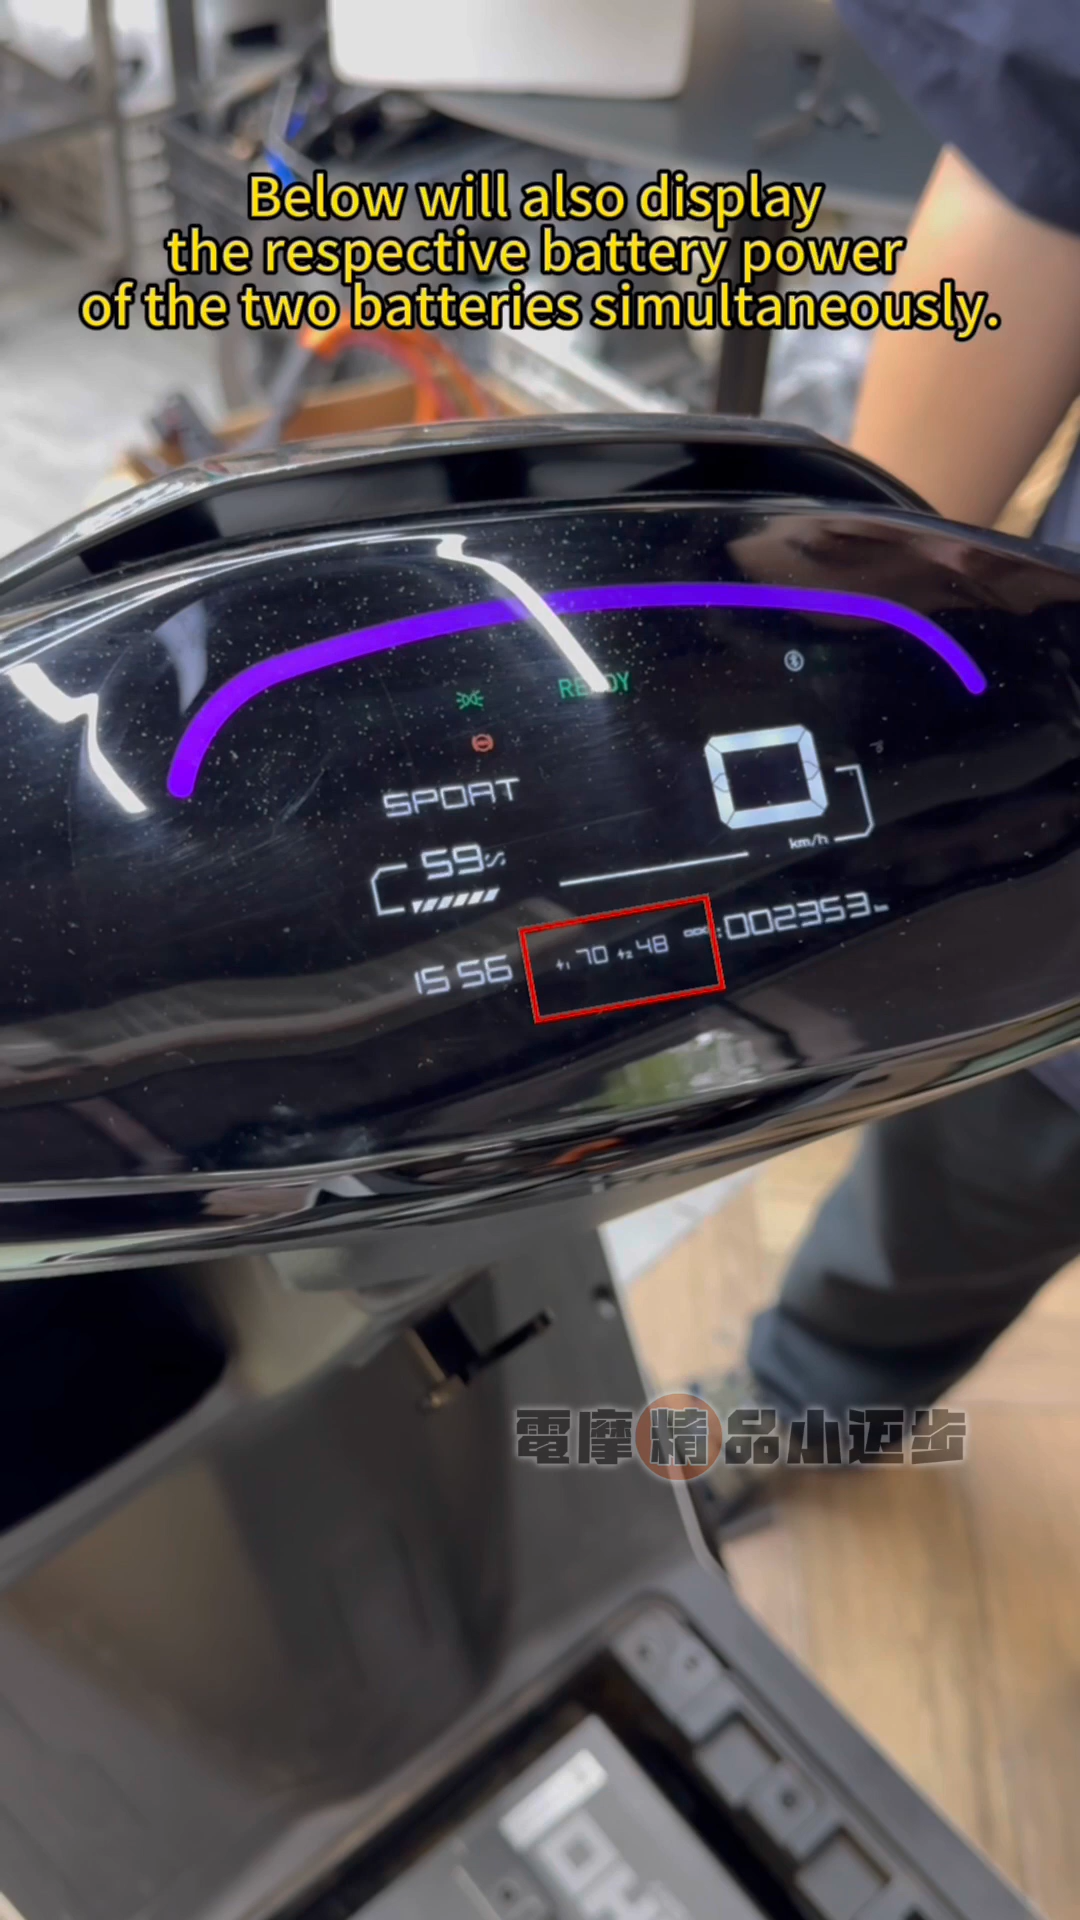 Below will also display
the respective battery power
of the two batteries simultaneously.
READY
SPORT
0
km/h
59%
15 56
+1 70 +2 48
:002353
電摩精品小迈步